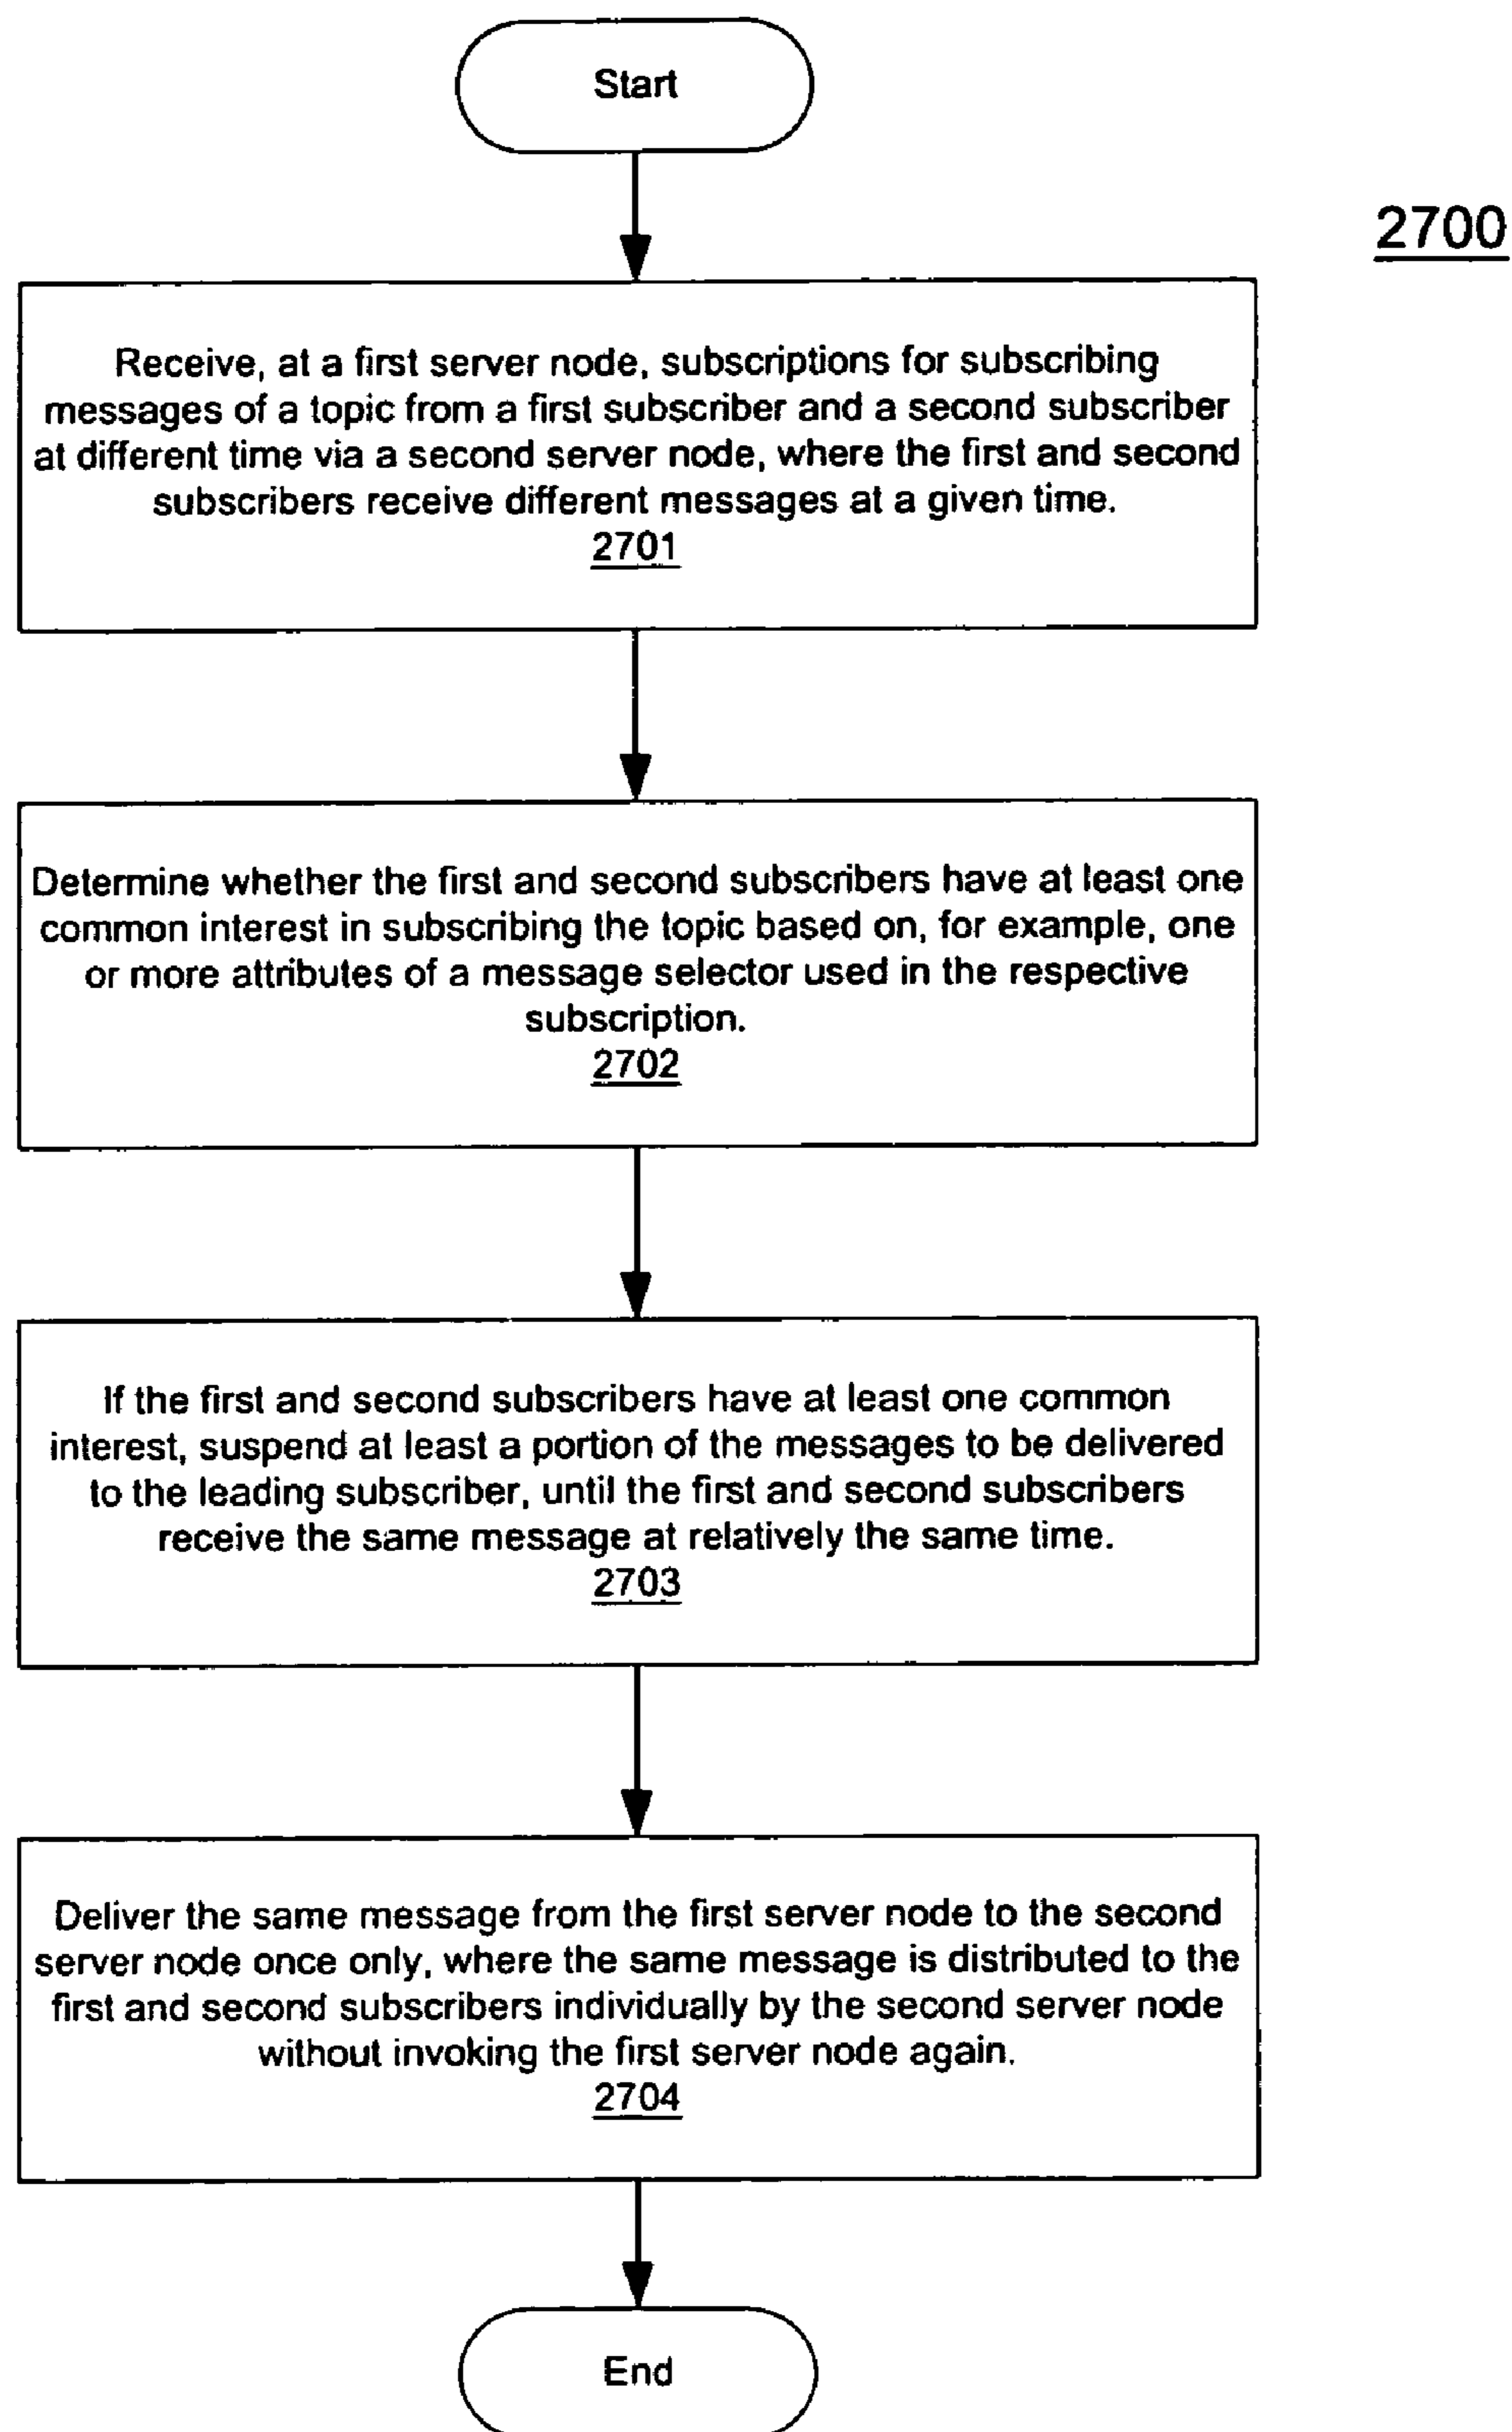 Start
2700
Receive, at a first server node, subscriptions for subscribing
messages of a topic from a first subscriber and a second subscriber
at different time via a second server node, where the first and second
subscribers receive different messages at a given time.
2701
Determine whether the first and second subscribers have at least one
common interest in subscribing the topic based on, for example, one
or more attributes of a message selector used in the respective
subscription.
2702
If the first and second subscribers have at least one common
interest, suspend at least a portion of the messages to be delivered
to the leading subscriber, until the first and second subscribers
receive the same message at relatively the same time.
2703
Deliver the same message from the first server node to the second
server node once only, where the same message is distributed to the
first and second subscribers individually by the second server node
without invoking the first server node again.
2704
End